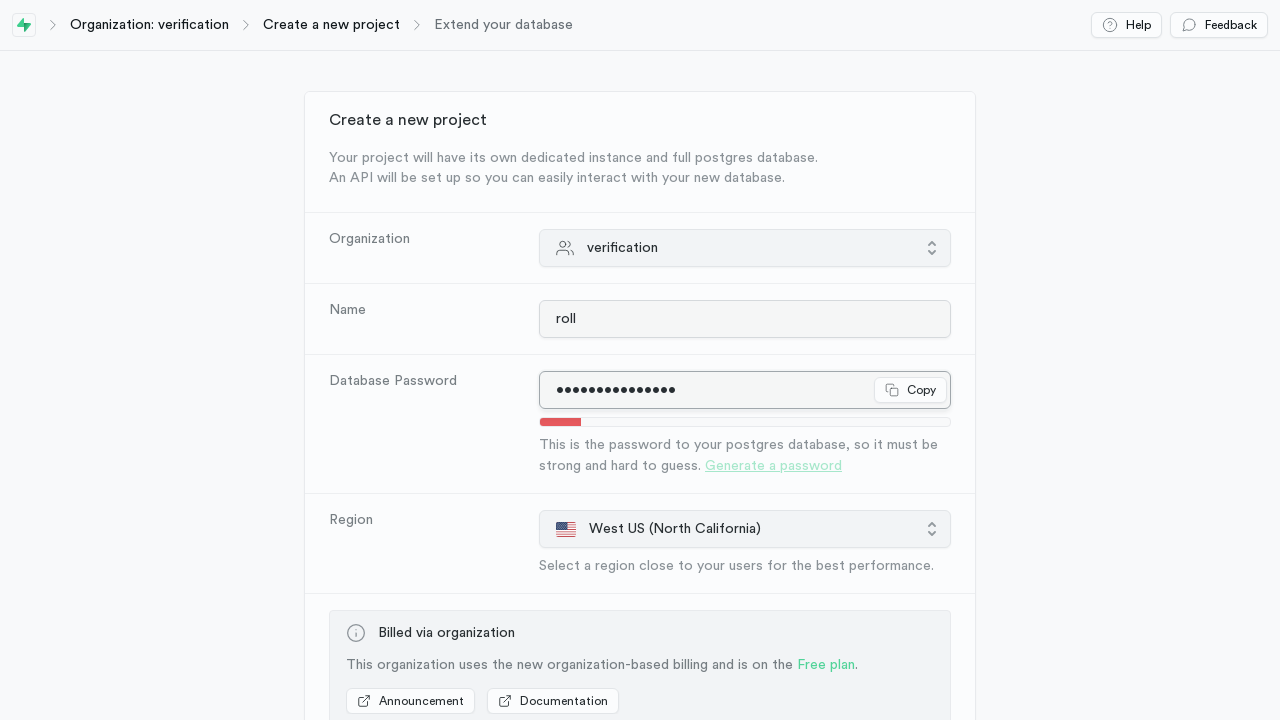 Organization: verification
Create a new project
Extend your database
Help
Feedback
Create a new project
Your project will have its own dedicated instance and full postgres database.
An API will be set up so you can easily interact with your new database.
Organization
verification
Name
roll
Database Password
•••••••••••••••
Copy
This is the password to your postgres database, so it must be
strong and hard to guess. Generate a password
Region
West US (North California)
Select a region close to your users for the best performance.
Billed via organization
This organization uses the new organization-based billing and is on the Free plan.
Announcement
Documentation